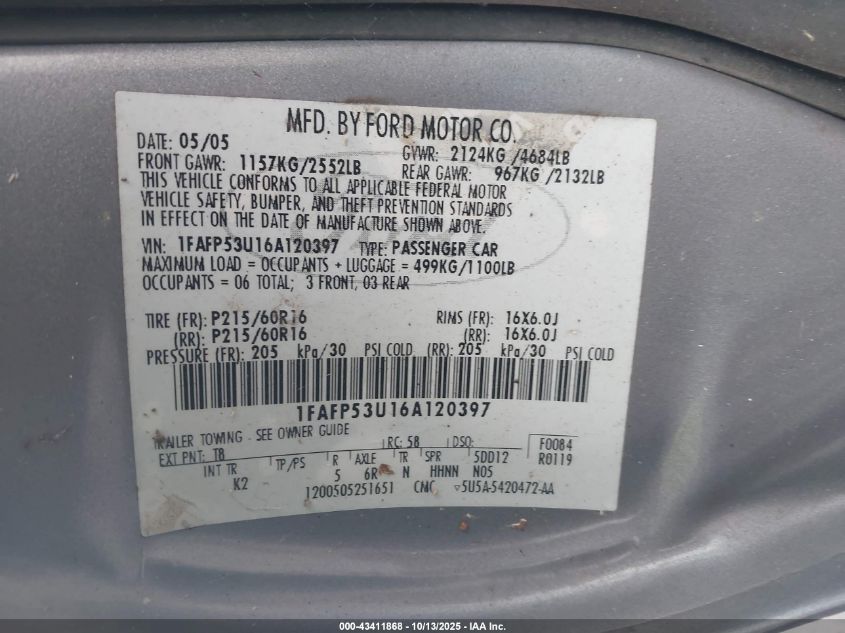 MFD. BY FORD MOTOR CO.
DATE: 05/05 GVWR: 2124KG /4684LB
FRONT GAWR: 1157KG/2552LB REAR GAWR: 967KG /2132LB
THIS VEHICLE CONFORMS TO ALL APPLICABLE FEDERAL MOTOR
VEHICLE SAFETY, BUMPER, AND THEFT PREVENTION STANDARDS
IN EFFECT ON THE DATE OF MANUFACTURE SHOWN ABOVE.
VIN: 1FAFP53U16A120397 TYPE: PASSENGER CAR
MAXIMUM LOAD = OCCUPANTS + LUGGAGE = 499KG/1100LB
OCCUPANTS = 06 TOTAL; 3 FRONT, 03 REAR
TIRE (FR): P215/60R16 RIMS (FR): 16X6.0J
(RR): P215/60R16 (RR): 16X6.0J
PRESSURE (FR): 205 kPa/30 PSI COLD (RR): 205 kPa/30 PSI COLD
1FAFP53U16A120397
TRAILER TOWING - SEE OWNER GUIDE
EXT PNT: TB RC: 58 DSO: F0084
INT TR TP/PS R AXLE TR SPR 5DD12 R0119
K2 5 6R N HHNN N05
1200505251651 CMC 5U5A-5420472-AA
000-43411868 - 10/13/2025 - IAA Inc.